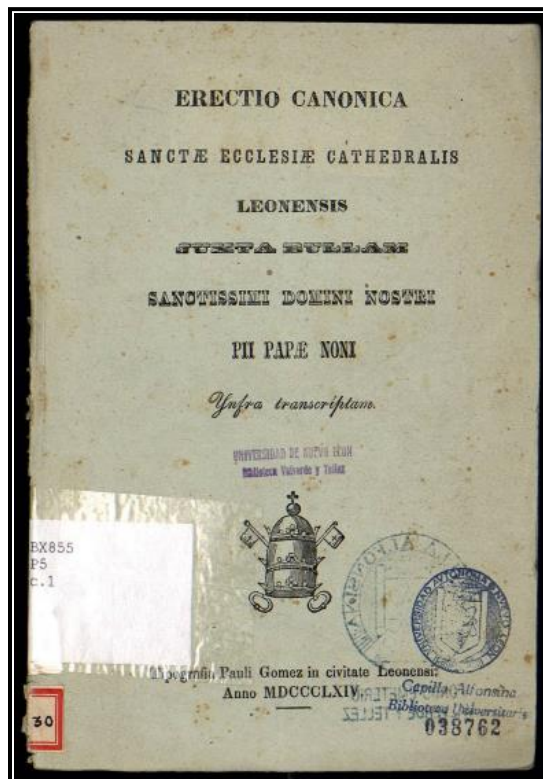 ERECTIO CANONICA
SANCTÆ ECCLESIÆ CATHEDRALIS
LEONENSIS
JUXTA BULLAM
SANCTISSIMI DOMINI NOSTRI
PII PAPÆ NONI
Ynfra transcriptam.
UNIVERSIDAD DE NUEVO LEON
Biblioteca Valverde y Tellez
BX855
P5
c.1
Pauli Gomez in civitate Leonensi.
Anno MDCCCLXIV.
Capilla Alfonsina
Biblioteca Universitaria
038762
30